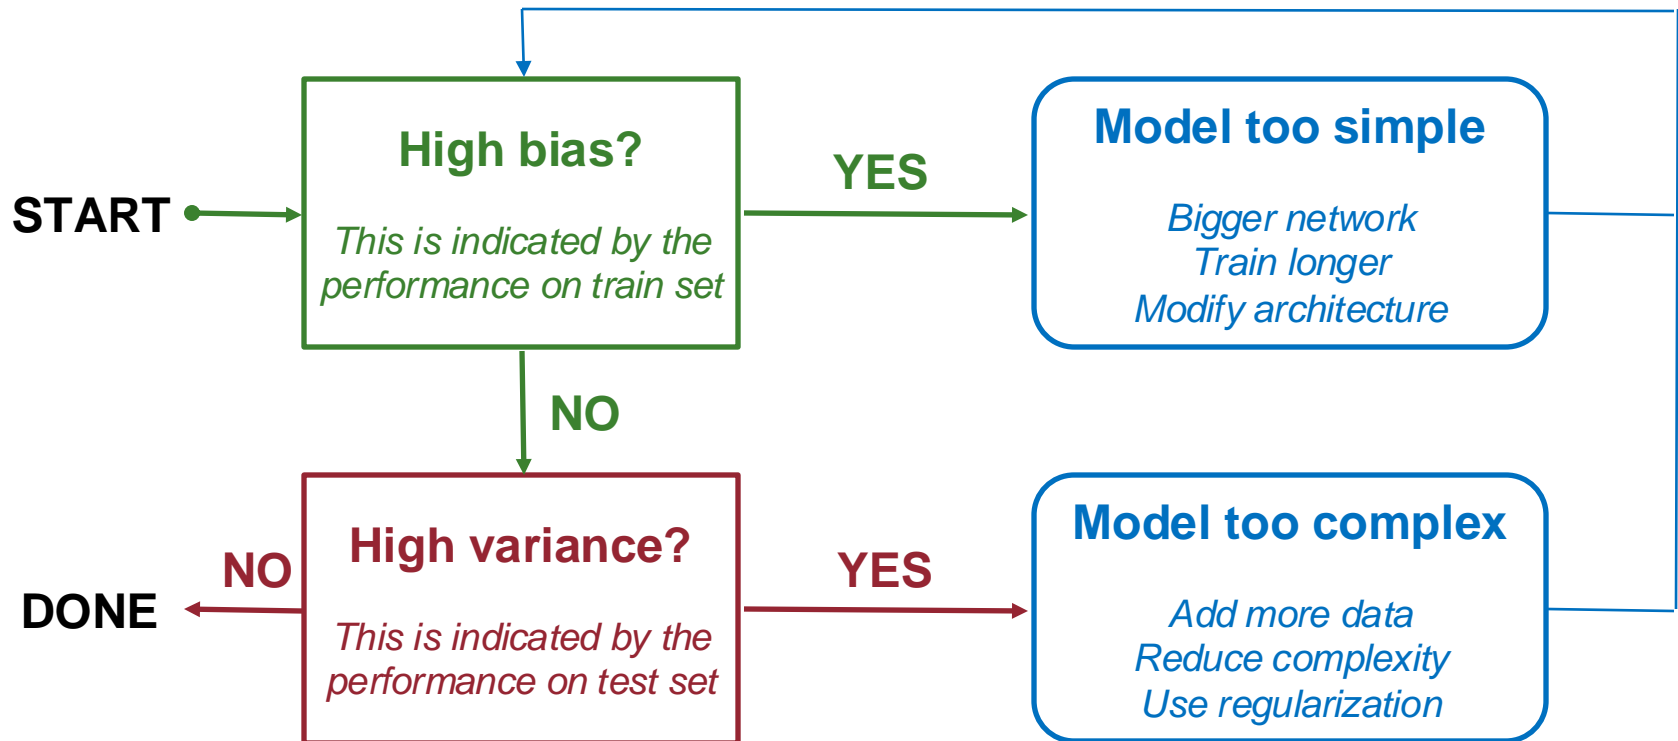 START
High bias?
This is indicated by the
performance on train set
YES
Model too simple
Bigger network
Train longer
Modify architecture
NO
High variance?
This is indicated by the
performance on test set
NO
DONE
YES
Model too complex
Add more data
Reduce complexity
Use regularization